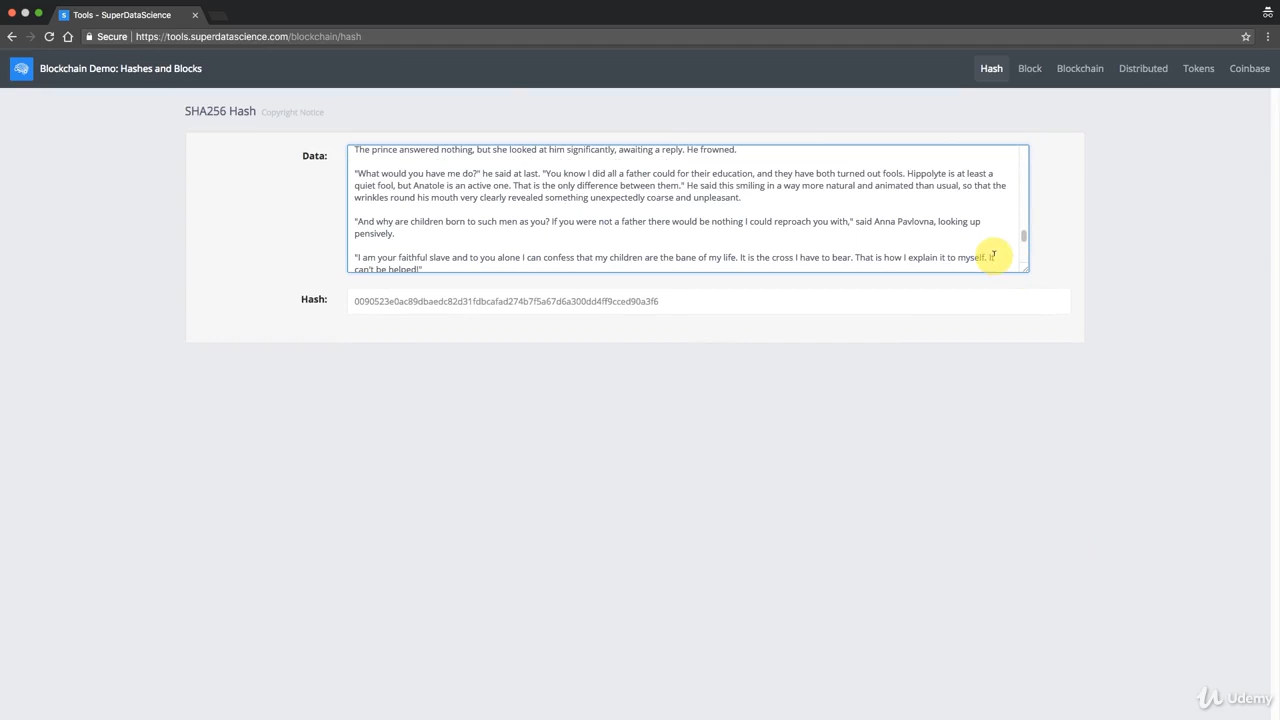 Tools - SuperDataScience
Secure | https://tools.superdatascience.com/blockchain/hash
Blockchain Demo: Hashes and Blocks
Hash Block Blockchain Distributed Tokens Coinbase
SHA256 Hash Copyright Notice
Data:
The prince answered nothing, but she looked at him significantly, awaiting a reply. He frowned.
"What would you have me do?" he said at last. "You know I did all a father could for their education, and they have both turned out fools. Hippolyte is at least a
quiet fool, but Anatole is an active one. That is the only difference between them." He said this smiling in a way more natural and animated than usual, so that the
wrinkles round his mouth very clearly revealed something unexpectedly coarse and unpleasant.
"And why are children born to such men as you? If you were not a father there would be nothing I could reproach you with," said Anna Pavlovna, looking up
pensively.
"I am your faithful slave and to you alone I can confess that my children are the bane of my life. It is the cross I have to bear. That is how I explain it to myself. It
can't be helped!"
Hash:
0090523e0ac89dbaedc82d31fdbcafad274b7f5a67d6a300dd4ff9cced90a3f6
Udemy